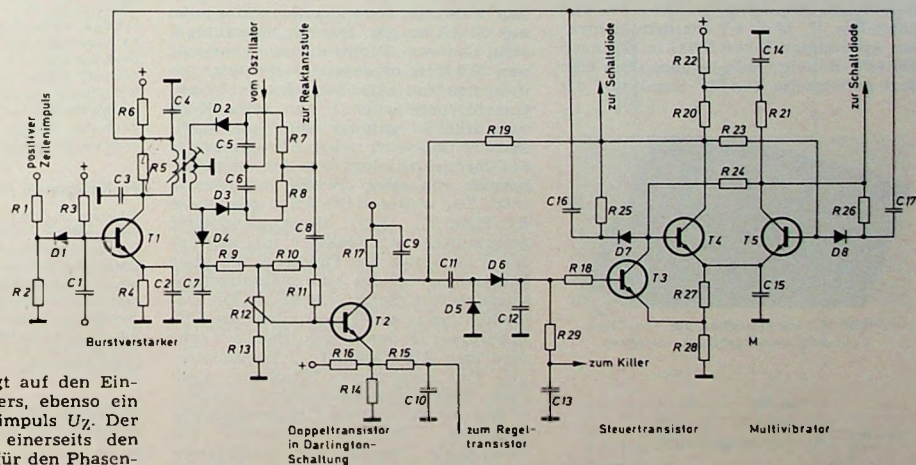 positiver
Zeilenimpuls
R1
R2
D1
R3
C1
R6
C4
R5
C3
T1
R4
C2
Burstverstärker
D2
D3
D4
C7
C5
C6
vom Oszillator
zur Reaktanzstufe
R7
R8
C8
R9
R10
R11
R12
R13
R17
C9
T2
R16
R15
R14
C10
Doppeltransistor
in Darlington-
Schaltung
zum Regel-
transistor
R19
C11
D5
D6
C12
R18
R29
C13
zum Killer
C16
R25
zur Schaltdiode
D7
T3
Steuertransistor
R22
R20
C14
R21
R23
R24
T4
T5
R27
R28
C15
M
Multivibrator
zur Schaltdiode
R26
D8
C17
gt auf den Ein-
ers, ebenso ein
impuls UZ. Der
einerseits den
für den Phasen-